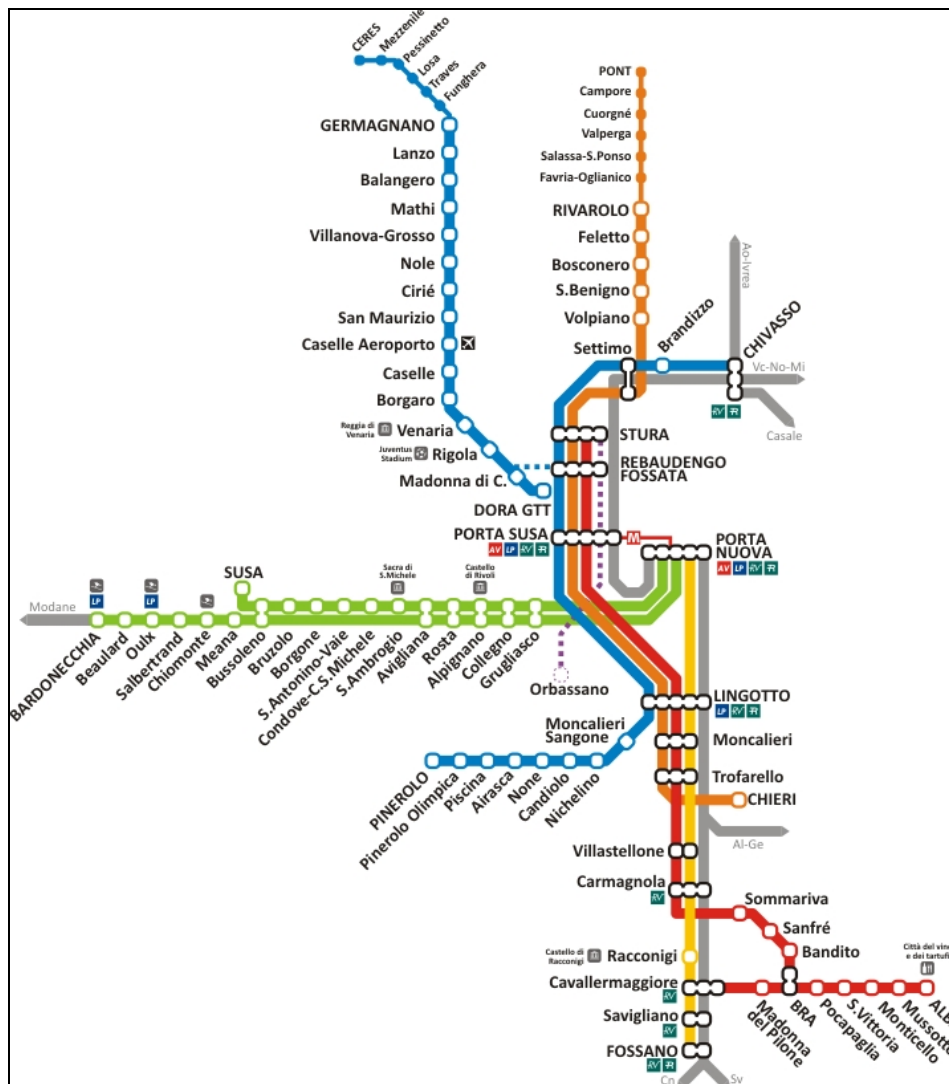 CERES
Mezzenile
Pessinetto
Losa
Traves
Funghera
GERMAGNANO
Lanzo
Balangero
Mathi
Villanova-Grosso
Nole
Cirié
San Maurizio
Caselle Aeroporto
Caselle
Borgaro
Reggia di
Venaria
Venaria
Juventus
Stadium
Rigola
Madonna di C.
DORA GTT
PONT
Campore
Cuorgné
Valperga
Salassa-S.Ponso
Favria-Oglianico
RIVAROLO
Feletto
Bosconero
S.Benigno
Volpiano
Settimo
Brandizzo
CHIVASSO
RV R
Ao-Ivrea
Vc-No-Mi
Casale
STURA
REBAUDENGO
FOSSATA
PORTA SUSA
AV LP RV R
M
PORTA
NUOVA
AV LP RV R
Modane
LP
LP
SUSA
Sacra di
S.Michele
Castello
di Rivoli
BARDONECCHIA
Beaulard
Oulx
Salbertrand
Chiomonte
Meana
Bussoleno
Bruzolo
Borgone
S.Antonino-Vaie
Condove-C.S.Michele
S.Ambrogio
Avigliana
Rosta
Alpignano
Collegno
Grugliasco
Orbassano
LINGOTTO
LP RV R
Moncalieri
Sangone
Moncalieri
PINEROLO
Pinerolo Olimpica
Piscina
Airasca
None
Candiolo
Nichelino
Trofarello
CHIERI
Al-Ge
Villastellone
Carmagnola
RV
Sommariva
Sanfré
Bandito
Castello di
Racconigi
Racconigi
Città del vino
e dei tartufi
Cavallermaggiore
RV
Madonna
del Pilone
BRA
Pocapaglia
S.Vittoria
Monticello
Mussotto
ALB
Savigliano
RV
FOSSANO
RV R
Cn
Sv